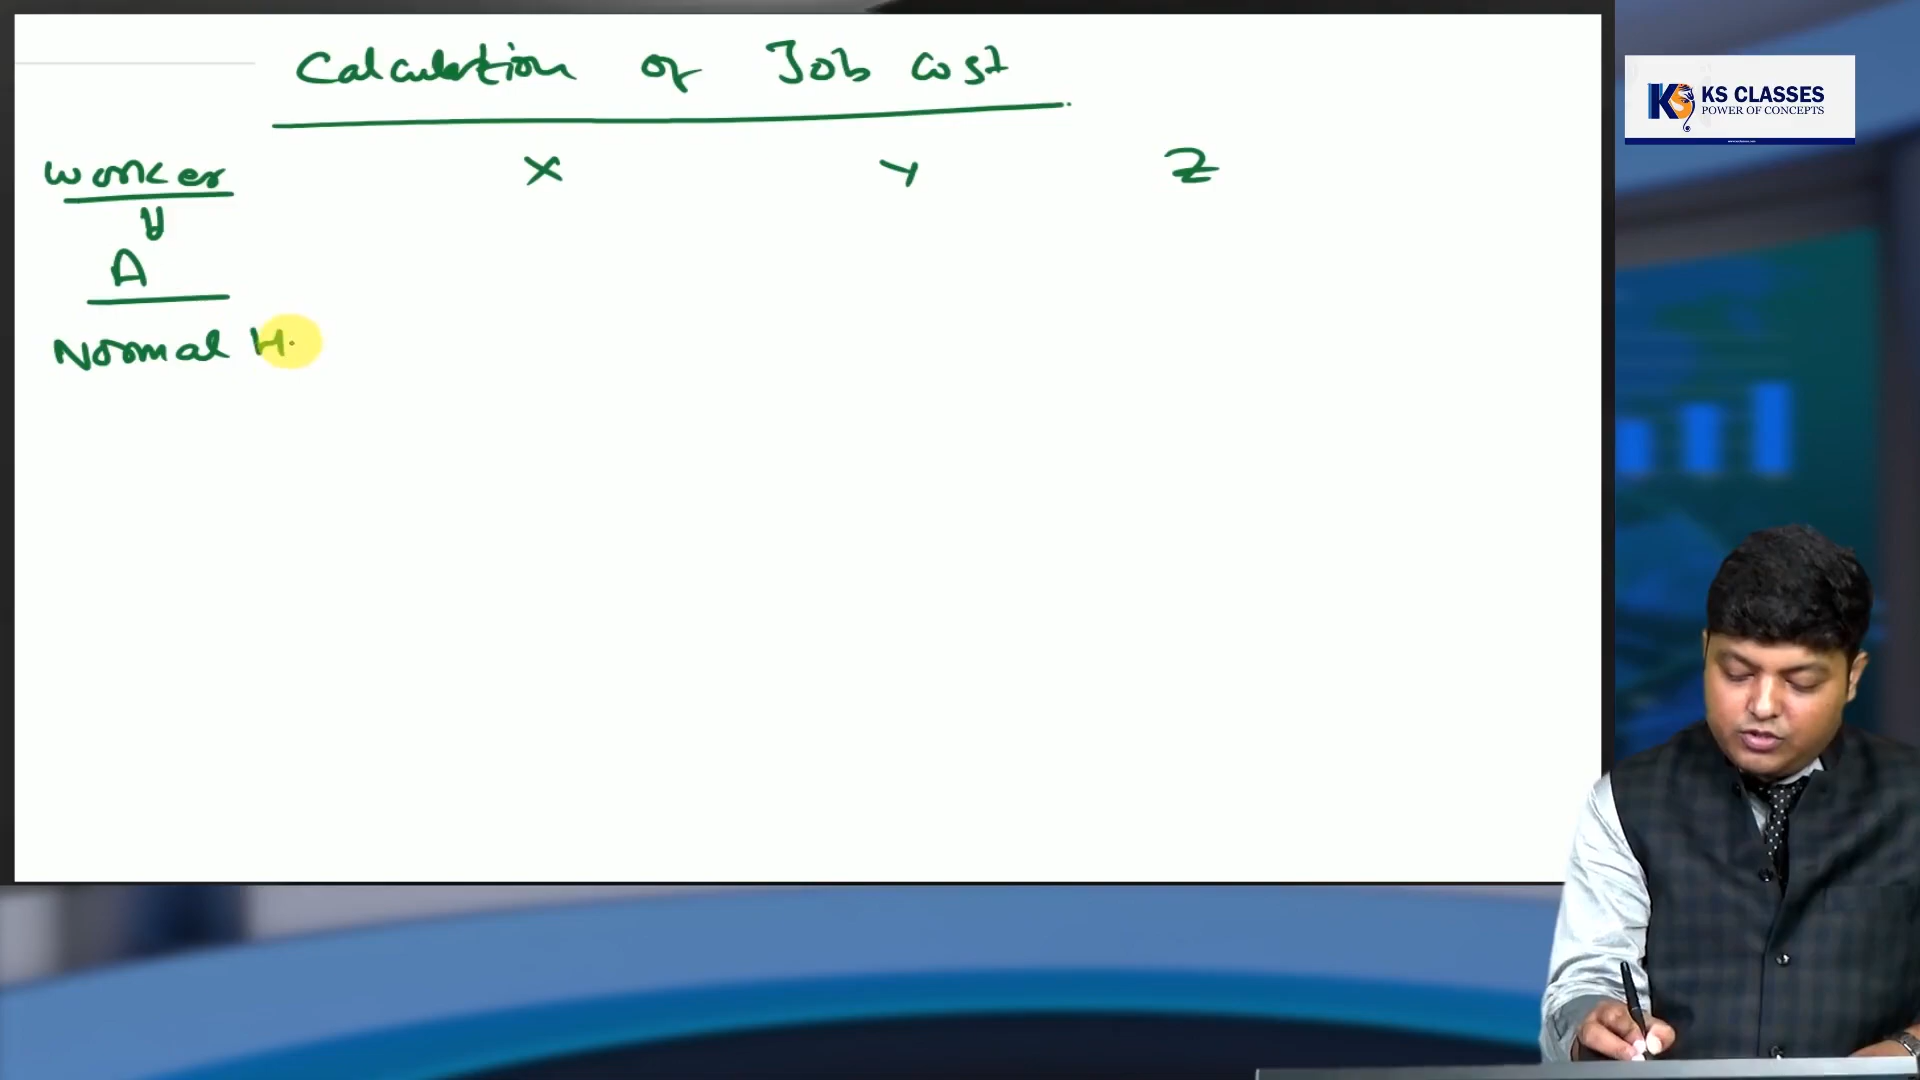 Calculation of Job cost
KS CLASSES
POWER OF CONCEPTS
worker X Y Z
A
Normal H.